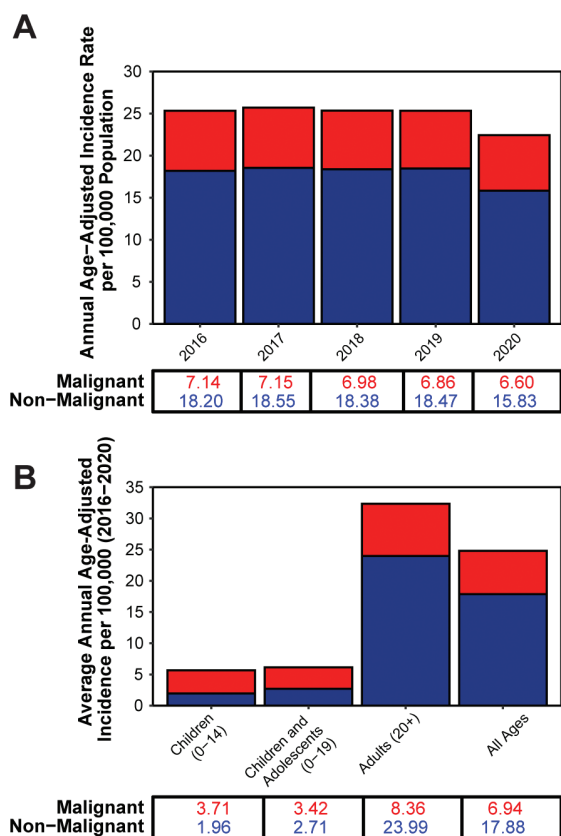 A
Annual Age−Adjusted Incidence Rate
per 100,000 Population
30
25
20
15
10
5
0
2016
2017
2018
2019
2020
Malignant 7.14 7.15 6.98 6.86 6.60
Non−Malignant 18.20 18.55 18.38 18.47 15.83
B
Average Annual Age-Adjusted
Incidence per 100,000 (2016−2020)
35
30
25
20
15
10
5
0
Children
(0−14)
Children and
Adolescents
(0−19)
Adults (20+)
All Ages
Malignant 3.71 3.42 8.36 6.94
Non−Malignant 1.96 2.71 23.99 17.88